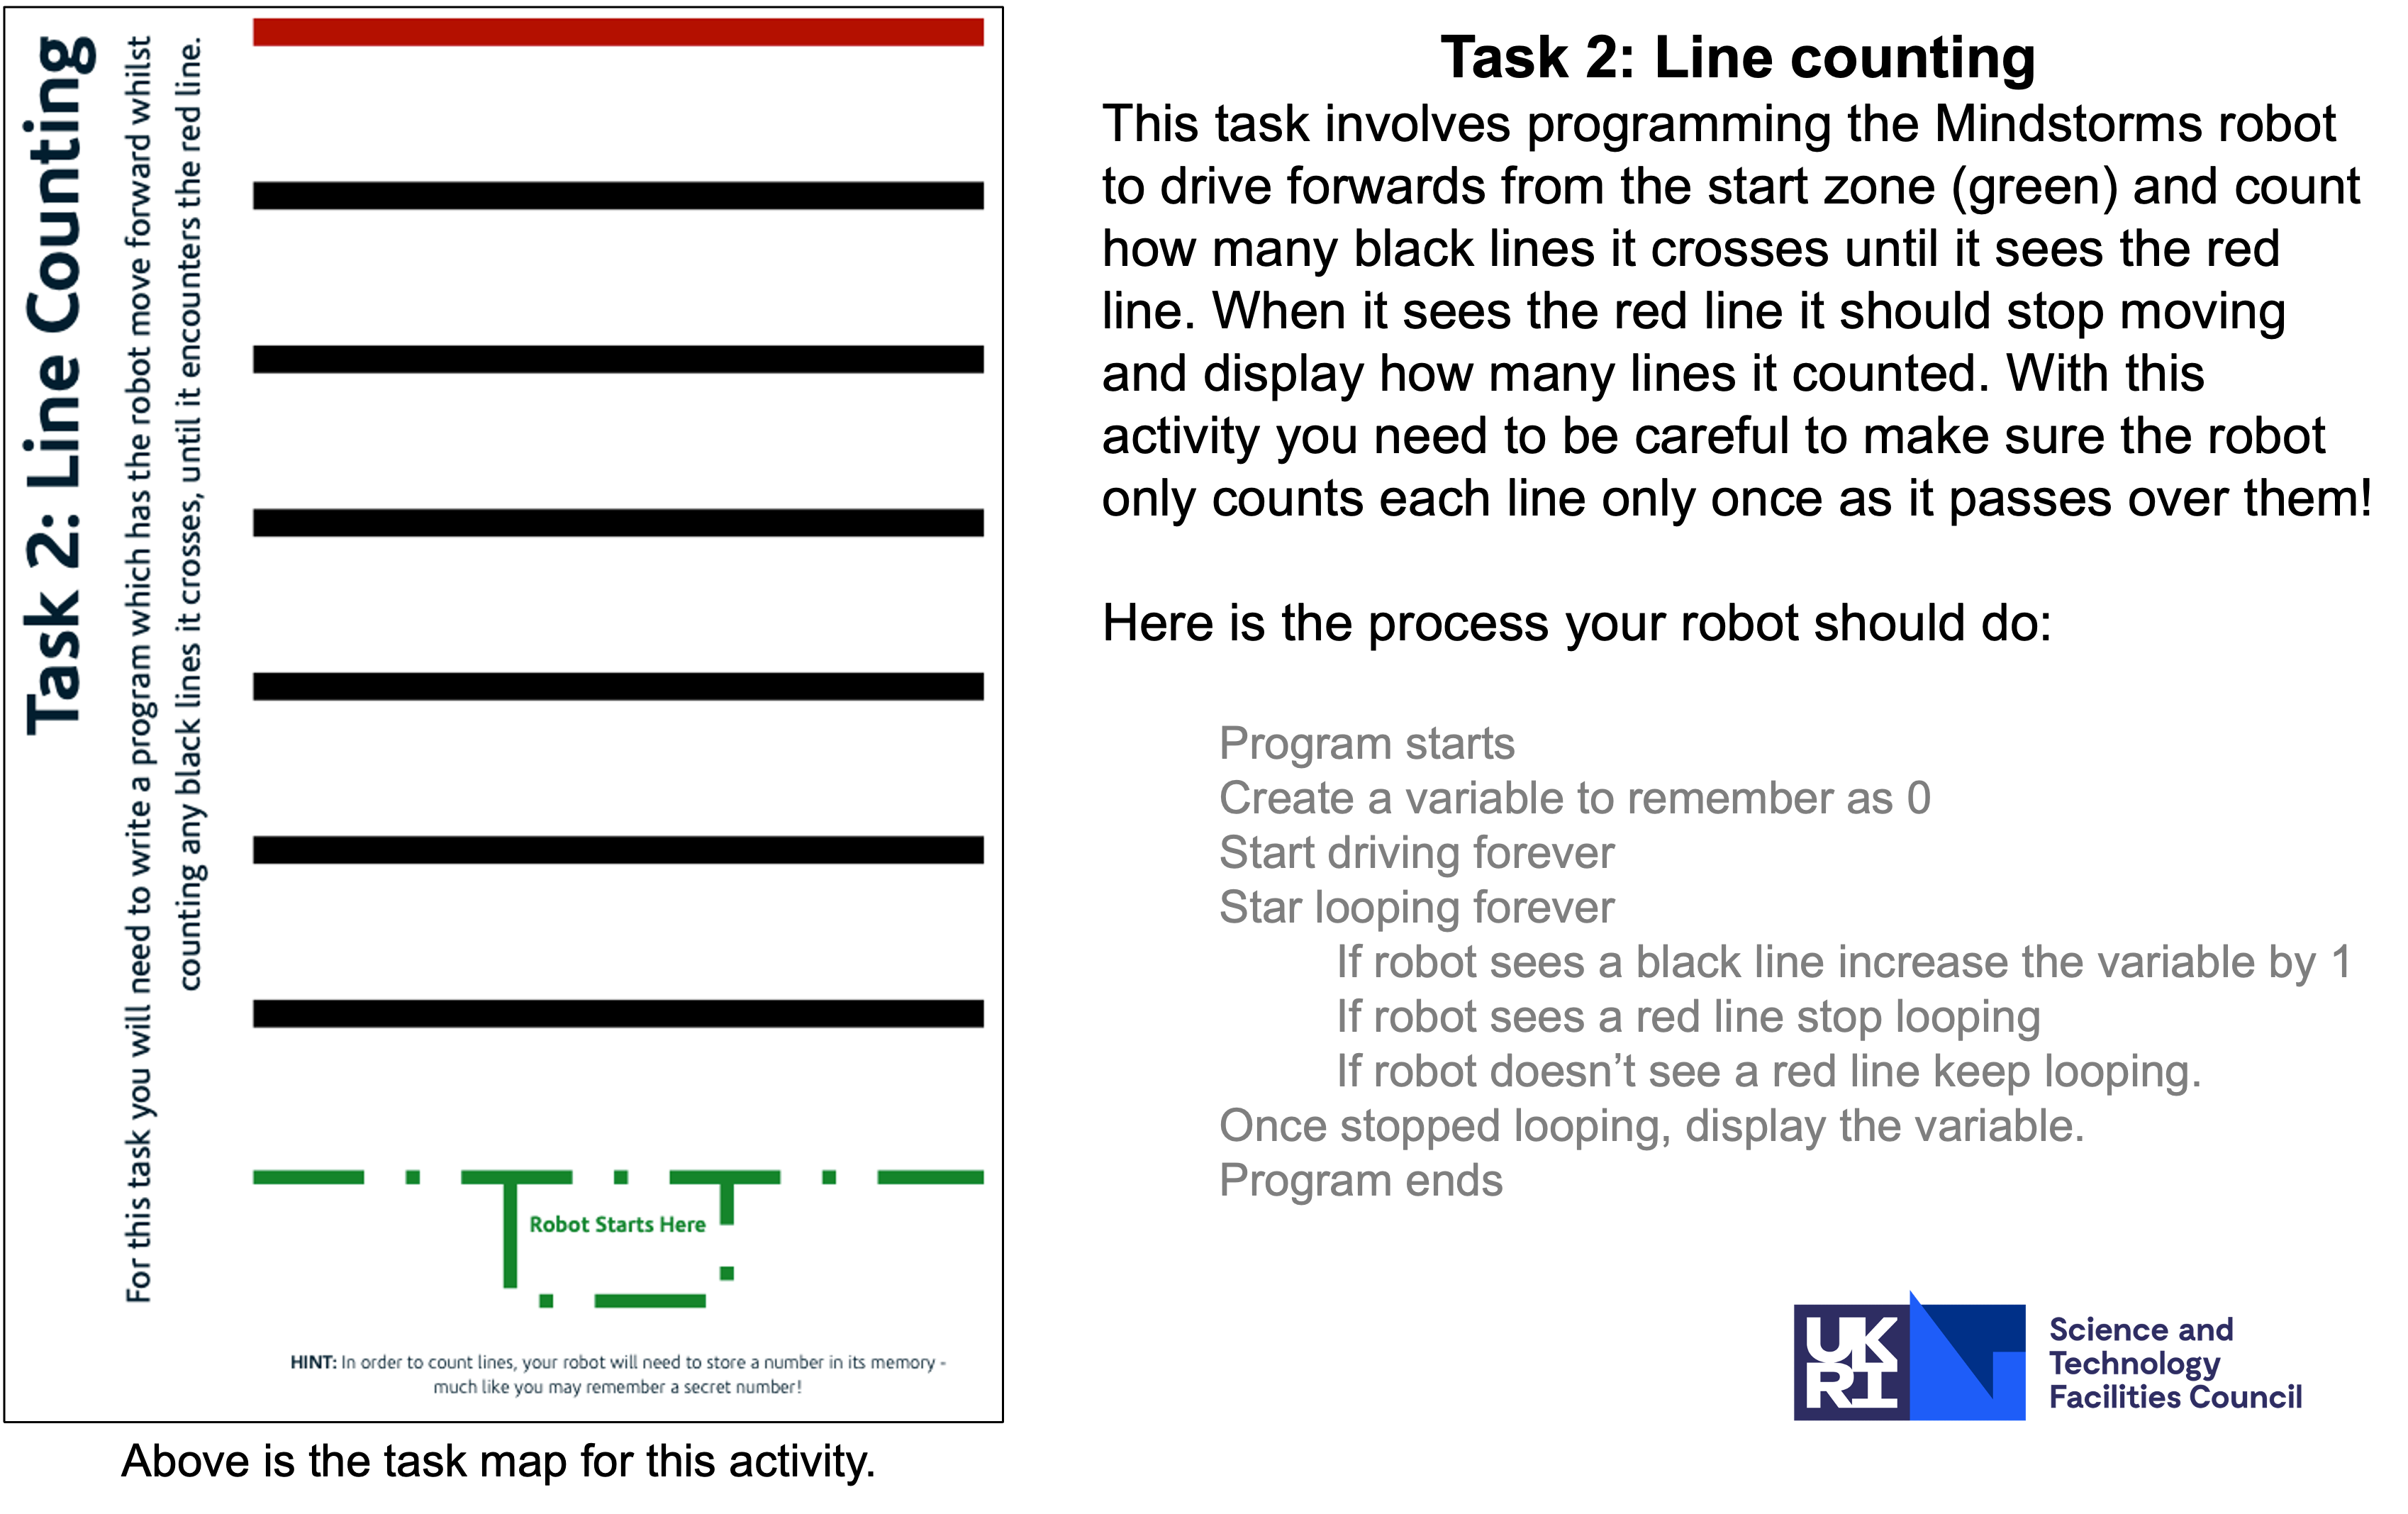 Task 2: Line Counting
For this task you will need to write a program which has the robot move forward whilst
counting any black lines it crosses, until it encounters the red line.
Robot Starts Here
HINT: In order to count lines, your robot will need to store a number in its memory -
much like you may remember a secret number!
Above is the task map for this activity.
Task 2: Line counting
This task involves programming the Mindstorms robot
to drive forwards from the start zone (green) and count
how many black lines it crosses until it sees the red
line. When it sees the red line it should stop moving
and display how many lines it counted. With this
activity you need to be careful to make sure the robot
only counts each line only once as it passes over them!
Here is the process your robot should do:
Program starts
Create a variable to remember as 0
Start driving forever
Star looping forever
If robot sees a black line increase the variable by 1
If robot sees a red line stop looping
If robot doesn’t see a red line keep looping.
Once stopped looping, display the variable.
Program ends
UK
RI
Science and
Technology
Facilities Council